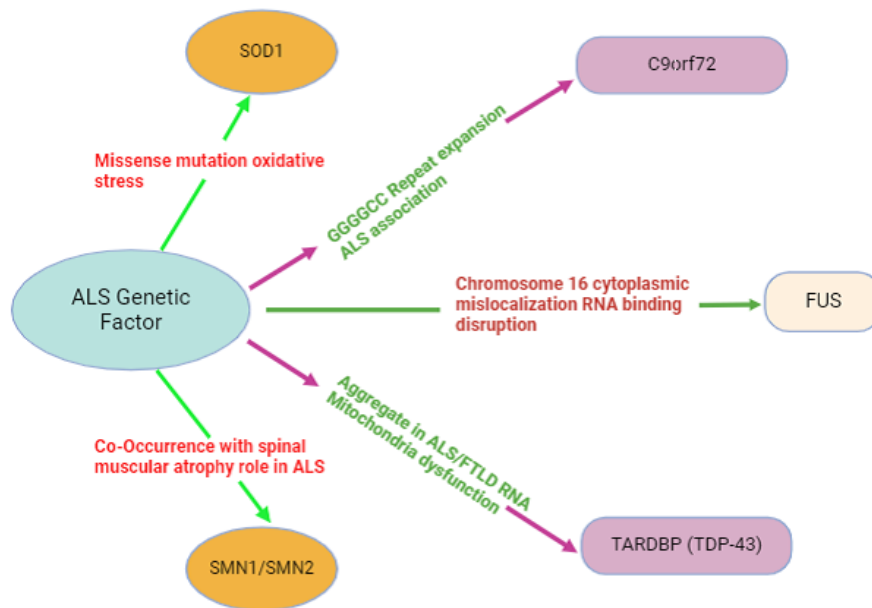 SOD1
C9orf72
Missense mutation oxidative
stress
GGGGCC Repeat expansion
ALS association
ALS Genetic
Factor
Chromosome 16 cytoplasmic
mislocalization RNA binding
disruption
FUS
Aggregate in ALS/FTLD RNA
Mitochondria dysfunction
Co-Occurrence with spinal
muscular atrophy role in ALS
TARDBP (TDP-43)
SMN1/SMN2